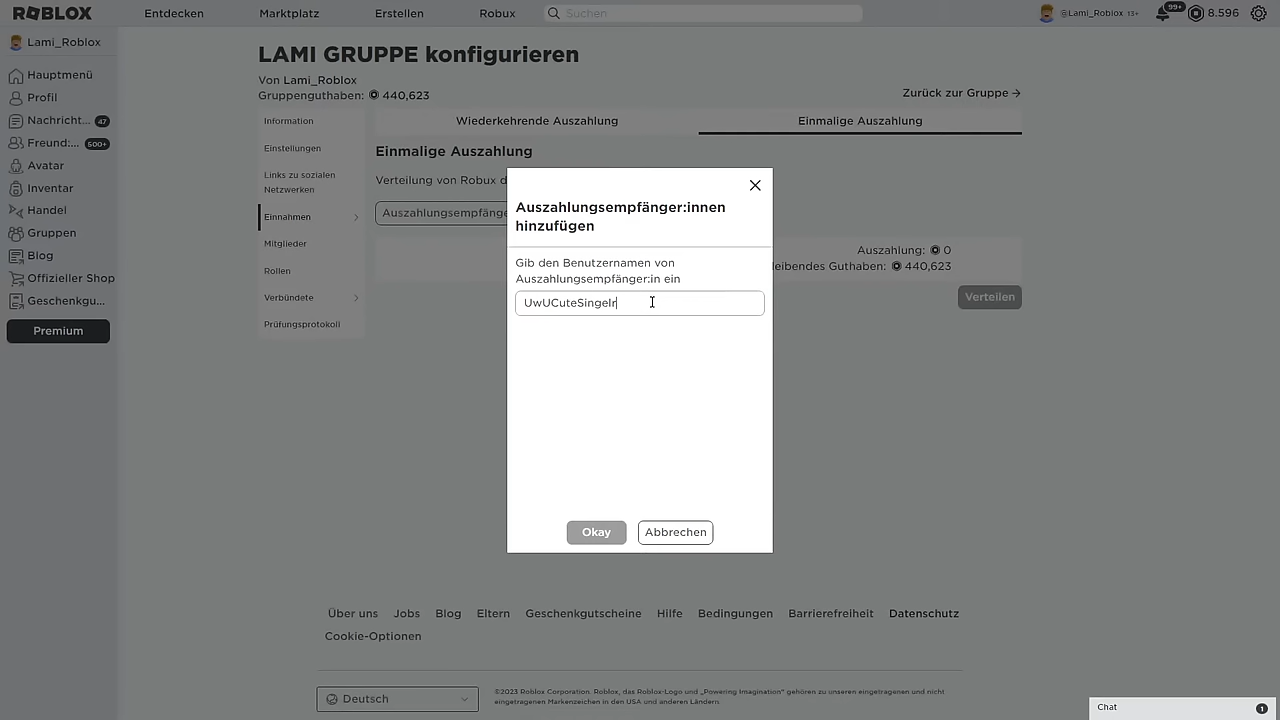 ROBLOX
Entdecken
Marktplatz
Erstellen
Robux
Suchen
@Lami_Roblox 13+
99+
8.596
Lami_Roblox
Hauptmenü
Profil
Nachricht... 47
Freund:... 500+
Avatar
Inventar
Handel
Gruppen
Blog
Offizieller Shop
Geschenkgu...
Premium
LAMI GRUPPE konfigurieren
Von Lami_Roblox
Gruppenguthaben: 440,623
Zurück zur Gruppe →
Information
Einstellungen
Links zu sozialen
Netzwerken
Einnahmen
Mitglieder
Rollen
Verbündete
Prüfungsprotokoll
Wiederkehrende Auszahlung
Einmalige Auszahlung
Einmalige Auszahlung
Verteilung von Robux d
Auszahlungsempfänge
Auszahlung: 0
leibendes Guthaben: 440,623
Verteilen
Auszahlungsempfänger:innen
hinzufügen
Gib den Benutzernamen von
Auszahlungsempfänger:in ein
UwUCuteSingelr
Okay
Abbrechen
Über uns
Jobs
Blog
Eltern
Geschenkgutscheine
Hilfe
Bedingungen
Barrierefreiheit
Datenschutz
Cookie-Optionen
Deutsch
©2023 Roblox Corporation. Roblox, das Roblox-Logo und „Powering Imagination“ gehören zu unseren eingetragenen und nicht
eingetragenen Markenzeichen in den USA und anderen Ländern.
Chat
1